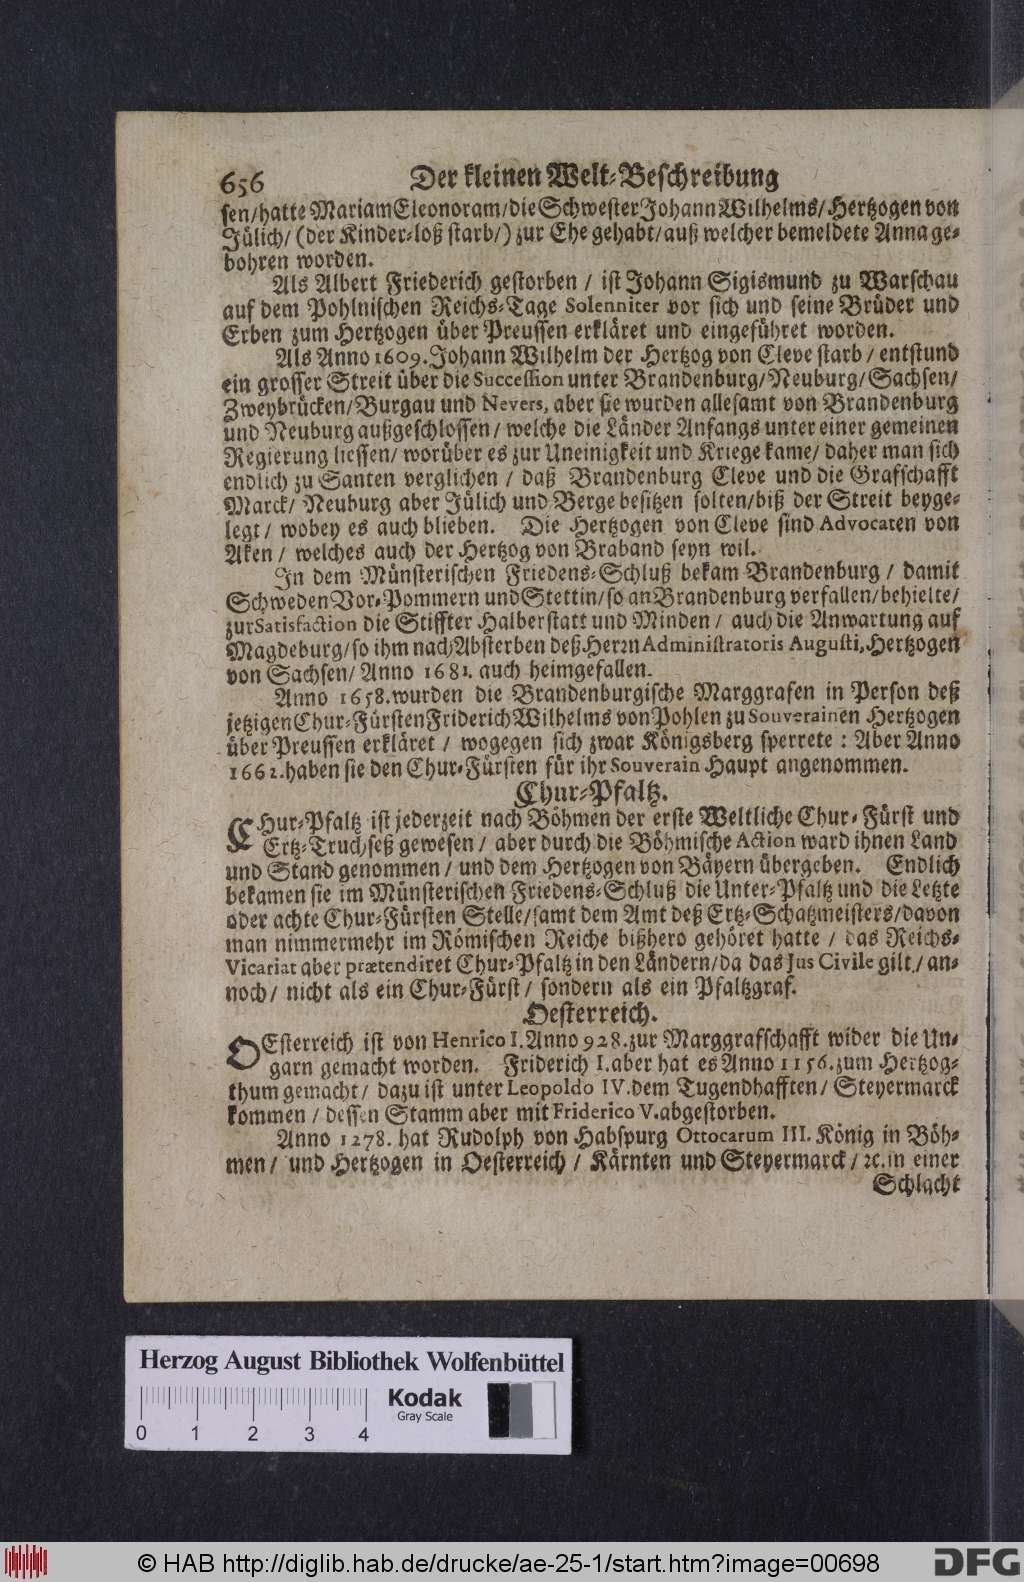 656 Der kleinen Welt-Beschreibung
sen/hatte Mariam Eleonoram/die Schwester Johann Wilhelms/Hertzogen von
Jülich/ (der Kinder-loß starb/) zur Ehe gehabt/auß welcher bemeldete Anna ge-
bohren worden.
Als Albert Friederich gestorben / ist Johann Sigismund zu Warschau
auf dem Pohlnischen Reichs-Tage Solenniter vor sich und seine Brüder und
Erben zum Hertzogen über Preussen erkläret und eingeführet worden.
Als Anno 1609. Johann Wilhelm der Hertzog von Cleve starb / entstund
ein grosser Streit über die Succession unter Brandenburg/Neuburg/Sachsen/
Zweybrücken/Burgau und Nevers, aber sie wurden allesamt von Brandenburg
und Neuburg außgeschlossen/ welche die Länder Anfangs unter einer gemeinen
Regierung liessen/ worüber es zur Uneinigkeit und Kriege kame/ daher man sich
endlich zu Santen verglichen / daß Brandenburg Cleve und die Grafschafft
Marck/ Neuburg aber Jülich und Berge besitzen solten/biß der Streit beyge-
legt / wobey es auch blieben. Die Hertzogen von Cleve sind Advocaten von
Aken / welches auch der Hertzog von Braband seyn wil.
In dem Münsterischen Friedens-Schluß bekam Brandenburg / damit
Schweden Vor-Pommern und Stettin/so an Brandenburg verfallen/behielte/
zur Satisfaction die Stiffter Halberstatt und Minden / auch die Anwartung auf
Magdeburg/so ihm nach Absterben deß Herrn Administratoris Augusti, Hertzogen
von Sachsen/ Anno 1681. auch heimgefallen.
Anno 1658. wurden die Brandenburgische Marggrafen in Person deß
jetzigen Chur-Fürsten Friderich Wilhelms von Pohlen zu Souverainen Hertzogen
über Preussen erkläret / wogegen sich zwar Königsberg sperrete : Aber Anno
1662. haben sie den Chur-Fürsten für ihr Souverain Haupt angenommen.
Chur-Pfaltz.
CHur-Pfaltz ist jederzeit nach Böhmen der erste Weltliche Chur-Fürst und
Ertz-Truchseß gewesen / aber durch die Böhmische Action ward ihnen Land
und Stand genommen / und dem Hertzogen von Bäyern übergeben. Endlich
bekamen sie im Münsterischen Friedens-Schluß die Unter-Pfaltz und die Letzte
oder achte Chur-Fürsten Stelle/samt dem Amt deß Ertz-Schatzmeisters/davon
man nimmermehr im Römischen Reiche bißhero gehöret hatte / das Reichs-
Vicariat aber prætendiret Chur-Pfaltz in den Ländern/da das Jus Civile gilt/ an-
noch/ nicht als ein Chur-Fürst/ sondern als ein Pfaltzgraf.
Oesterreich.
OEsterreich ist von Henrico I. Anno 928. zur Marggrafschafft wider die Un-
garn gemacht worden. Friderich I. aber hat es Anno 1156. zum Hertzog-
thum gemacht/ dazu ist unter Leopoldo IV. dem Tugendhafften/ Steyermarck
kommen / dessen Stamm aber mit Friderico V. abgestorben.
Anno 1278. hat Rudolph von Habspurg Ottocarum III. König in Böh-
men/ und Hertzogen in Oesterreich / Kärnten und Steyermarck/ ꝛc. in einer
Schlacht
Herzog August Bibliothek Wolfenbüttel
Kodak
Gray Scale
0 1 2 3 4
© HAB http://diglib.hab.de/drucke/ae-25-1/start.htm?image=00698
DFG